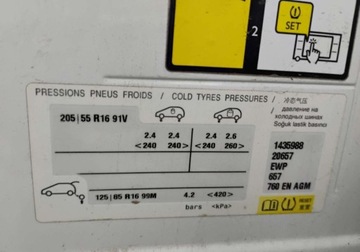 SET
2
PRESSIONS PNEUS FROIDS / COLD TYRES PRESSURES /
冷胎气压
давление на
холодных шинах
Soğuk lastik basıncı
205 | 55 R16 91V
2.4 2.4 2.4 2.6
<240 240> <240 260>
125 | 85 R16 99M 4.2 <420>
bars <kPa>
1435988
20657
EWP
657
760 EN AGM
RESET